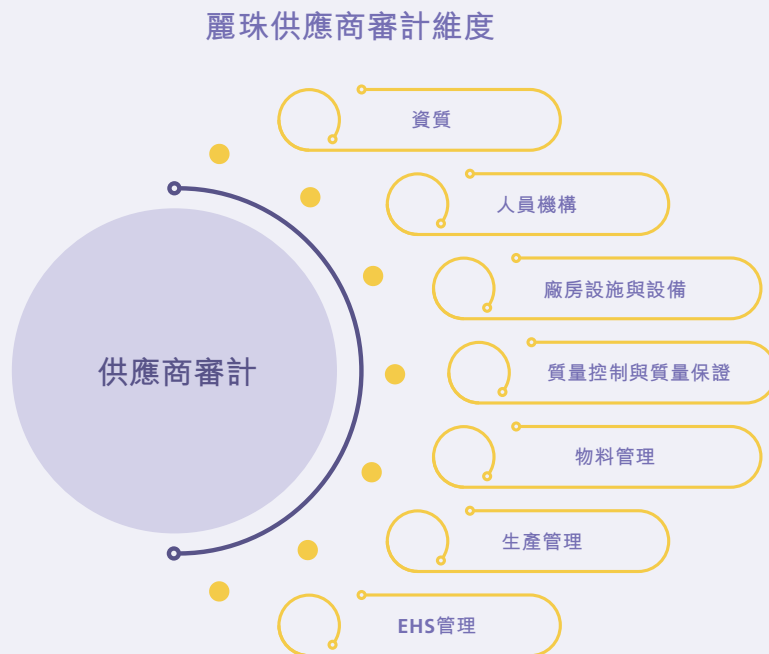 麗珠供應商審計維度
資質
人員機構
廠房設施與設備
供應商審計
質量控制與質量保證
物料管理
生產管理
EHS管理